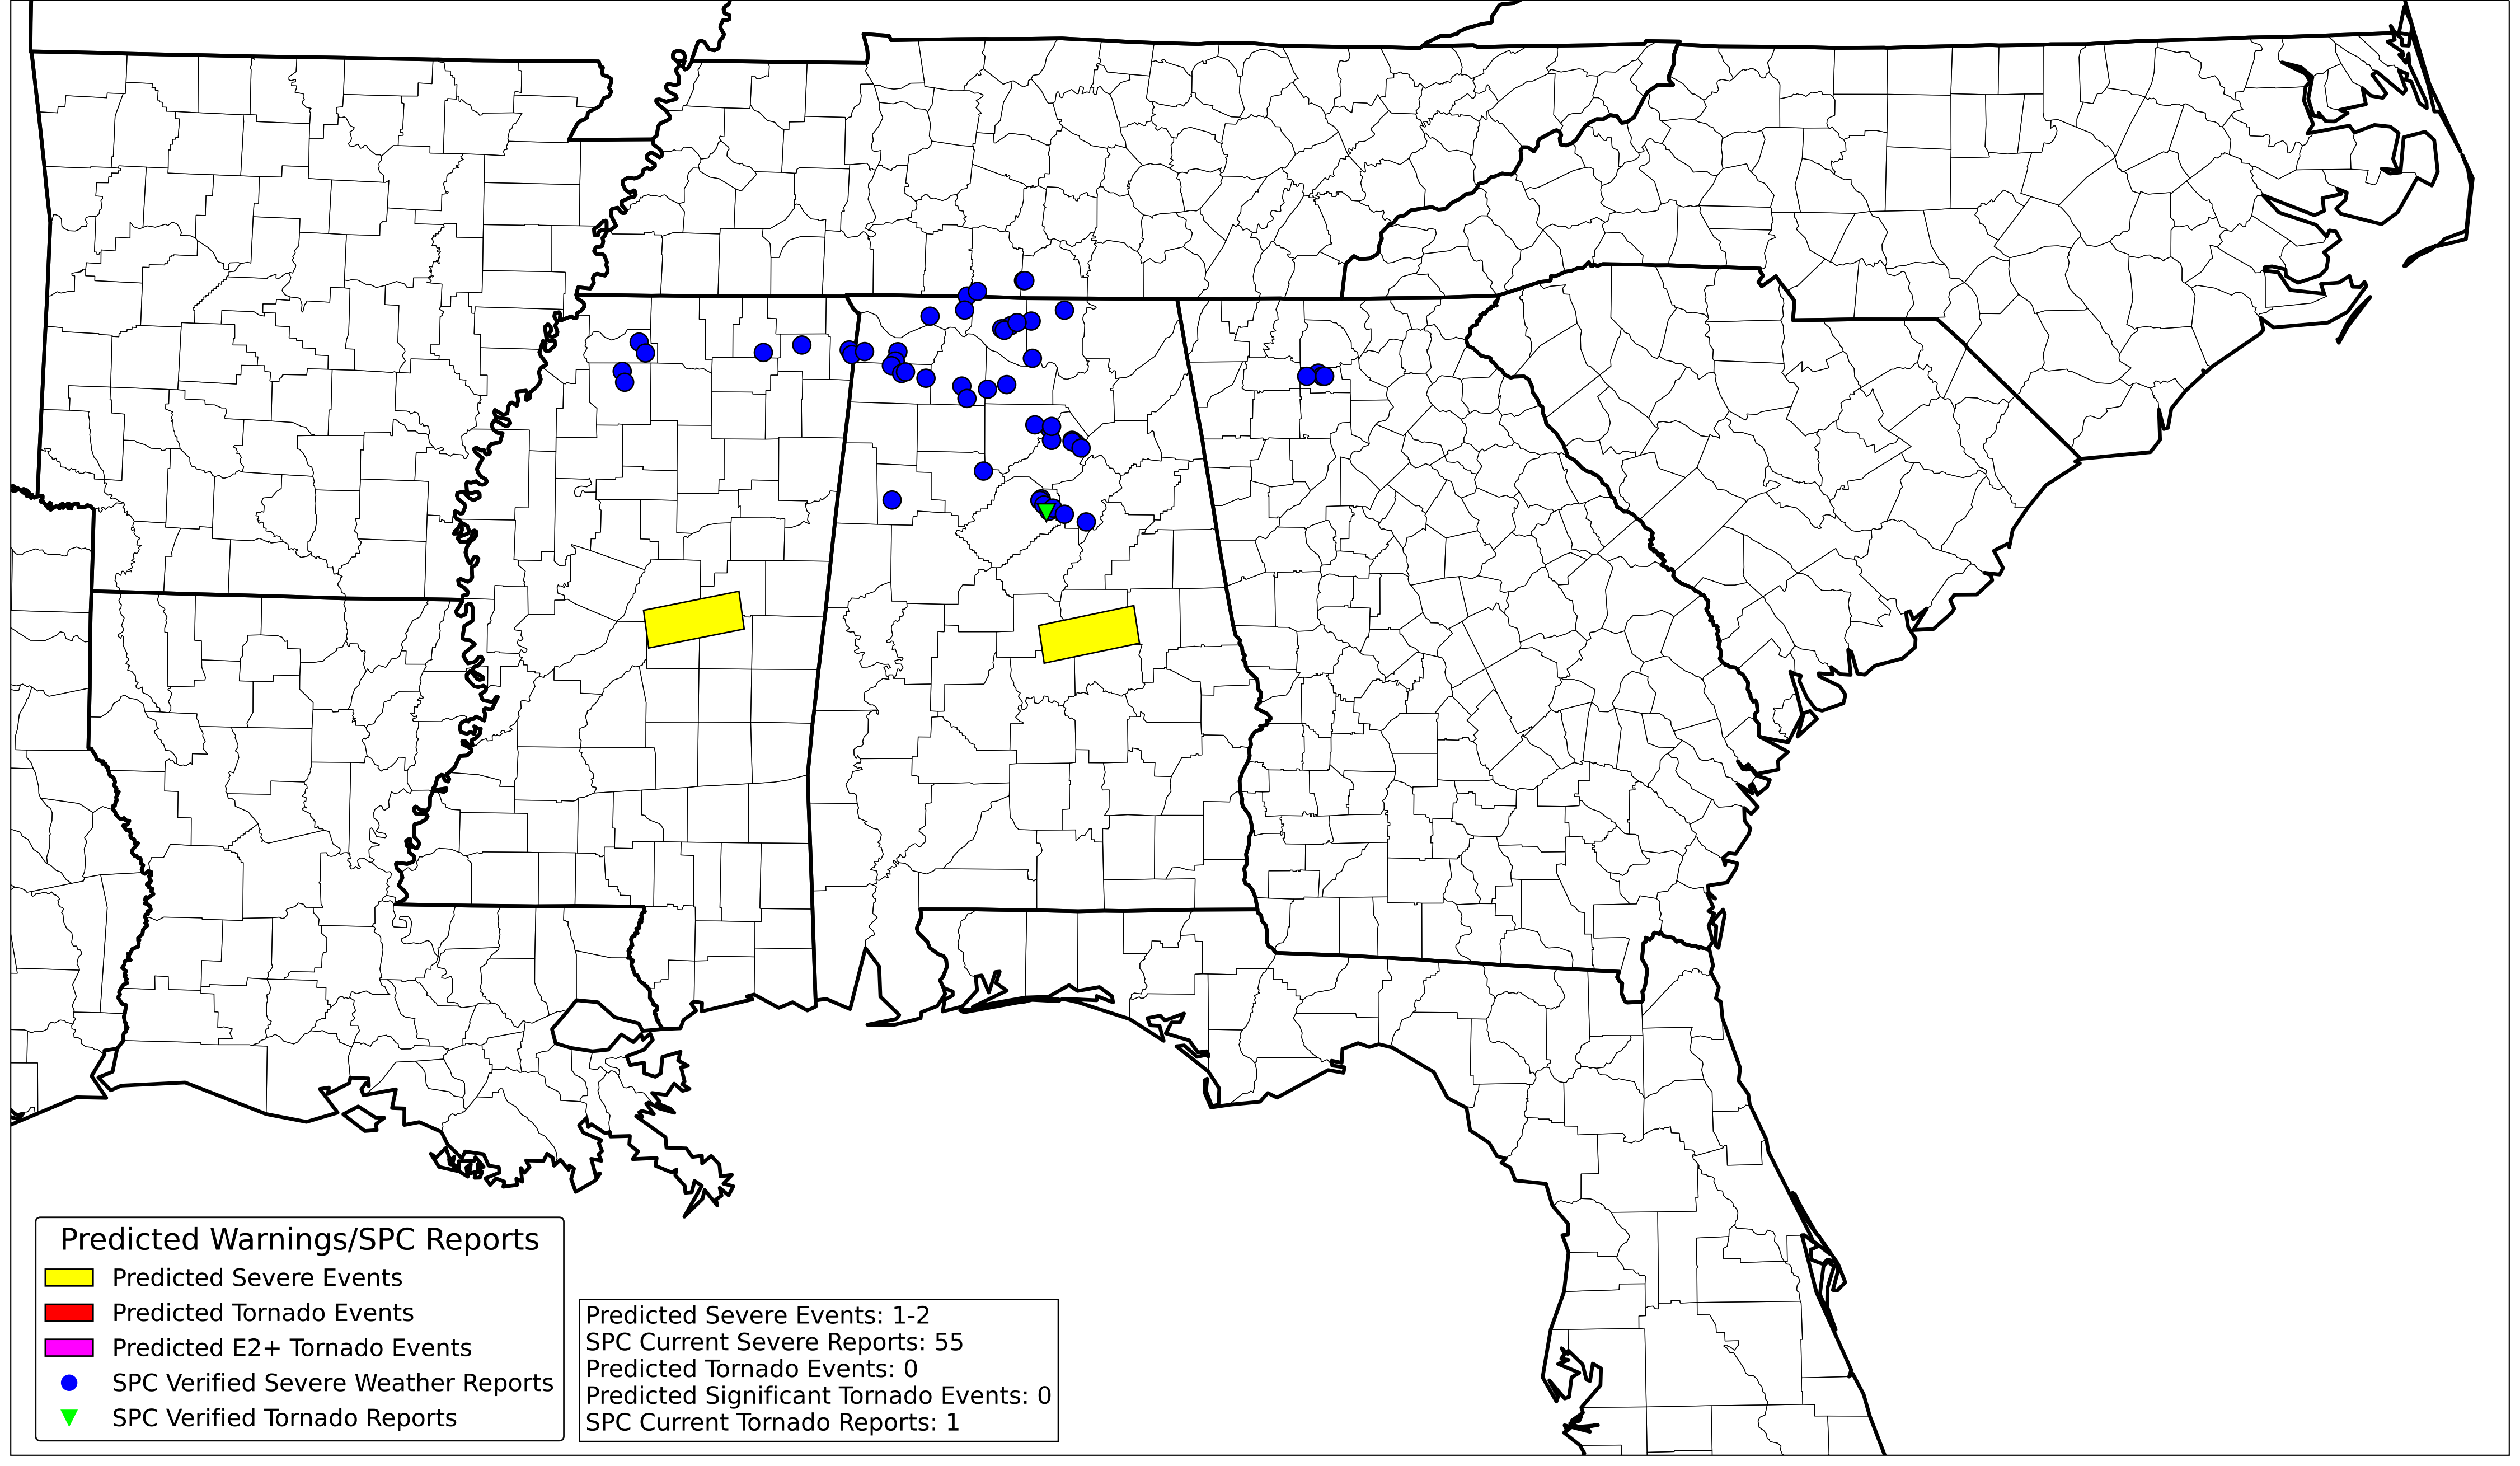 Predicted Warnings/SPC Reports
Predicted Severe Events
Predicted Tornado Events
Predicted E2+ Tornado Events
SPC Verified Severe Weather Reports
SPC Verified Tornado Reports
Predicted Severe Events: 1-2
SPC Current Severe Reports: 55
Predicted Tornado Events: 0
Predicted Significant Tornado Events: 0
SPC Current Tornado Reports: 1